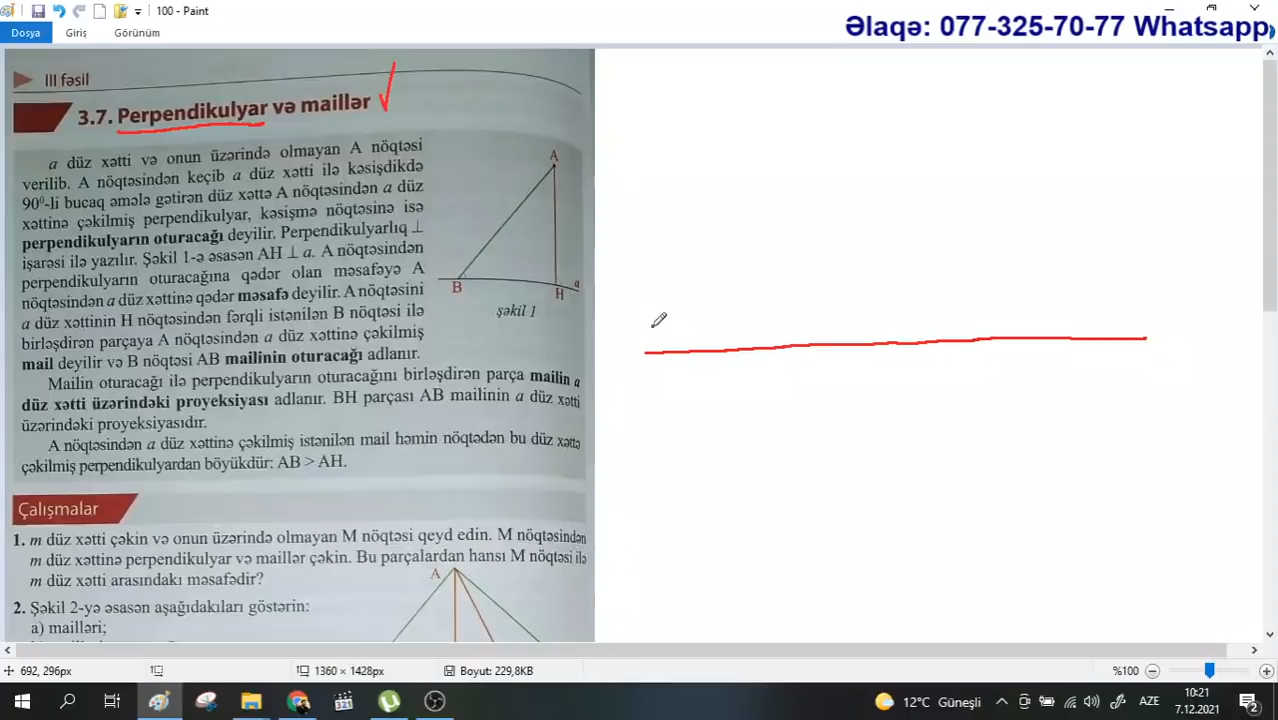 100 - Paint
Əlaqə: 077-325-70-77 Whatsapp
Dosya
Giriş
Görünüm
III fəsil
3.7. Perpendikulyar və maillər
a düz xətti və onun üzərində olmayan A nöqtəsi
verilib. A nöqtəsindən keçib a düz xətti ilə kəsişdikdə
90⁰-li bucaq əmələ gətirən düz xəttə A nöqtəsindən a düz
xəttinə çəkilmiş perpendikulyar, kəsişmə nöqtəsinə isə
perpendikulyarın oturacağı deyilir. Perpendikulyarlıq ⊥
işarəsi ilə yazılır. Şəkil 1-ə əsasən AH ⊥ a. A nöqtəsindən
perpendikulyarın oturacağına qədər olan məsafəyə A
nöqtəsindən a düz xəttinə qədər məsafə deyilir. A nöqtəsini
a düz xəttinin H nöqtəsindən fərqli istənilən B nöqtəsi ilə
birləşdirən parçaya A nöqtəsindən a düz xəttinə çəkilmiş
mail deyilir və B nöqtəsi AB mailinin oturacağı adlanır.
A
B
H
a
şəkil 1
Mailin oturacağı ilə perpendikulyarın oturacağını birləşdirən parça mailin a
düz xətti üzərindəki proyeksiyası adlanır. BH parçası AB mailinin a düz xətti
üzərindəki proyeksiyasıdır.
A nöqtəsindən a düz xəttinə çəkilmiş istənilən mail həmin nöqtədən bu düz xəttə
çəkilmiş perpendikulyardan böyükdür: AB > AH.
Çalışmalar
1. m düz xətti çəkin və onun üzərində olmayan M nöqtəsi qeyd edin. M nöqtəsindən
m düz xəttinə perpendikulyar və maillər çəkin. Bu parçalardan hansı M nöqtəsi ilə
m düz xətti arasındakı məsafədir?
2. Şəkil 2-yə əsasən aşağıdakıları göstərin:
a) mailləri;
A
692, 296px
1360 × 1428px
Boyut: 229,8KB
%100
12°C Güneşli
AZE
10:21
7.12.2021
2